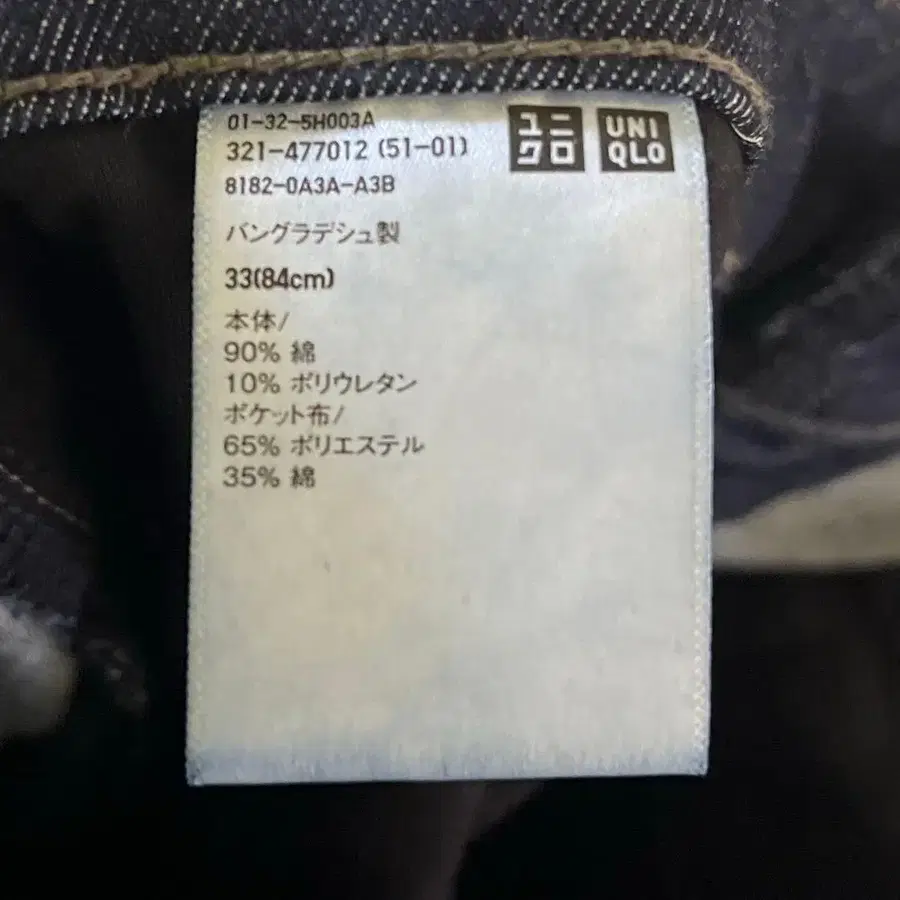 01-32-5H003A
321-477012 (51-01)
8182-0A3A-A3B
ユニクロ
UNIQLO
バングラデシュ製
33(84cm)
本体/
90% 綿
10% ポリウレタン
ポケット布/
65% ポリエステル
35% 綿